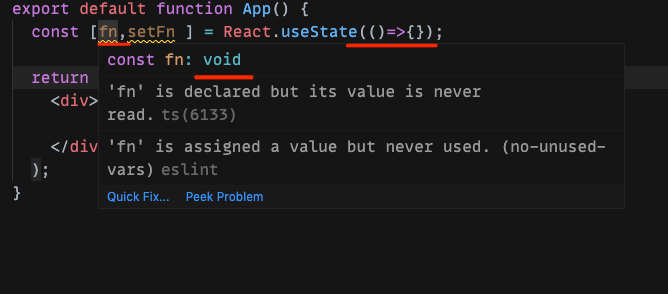 export default function App() {
const [fn,setFn ] = React.useState(()=>{});
const fn: void
return
'fn' is declared but its value is never
<div>
read. ts(6133)
</div
'fn' is assigned a value but never used. (no-unused-
);
vars) eslint
}
Quick Fix... Peek Problem